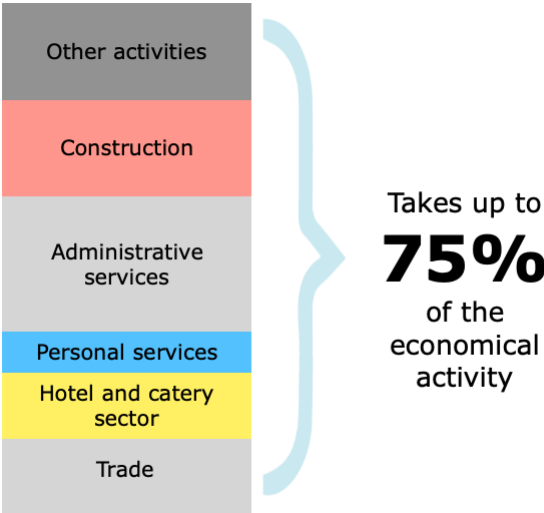 Other activities
Construction
Administrative
services
Personal services
Hotel and catery
sector
Trade
Takes up to
75%
of the
economical
activity